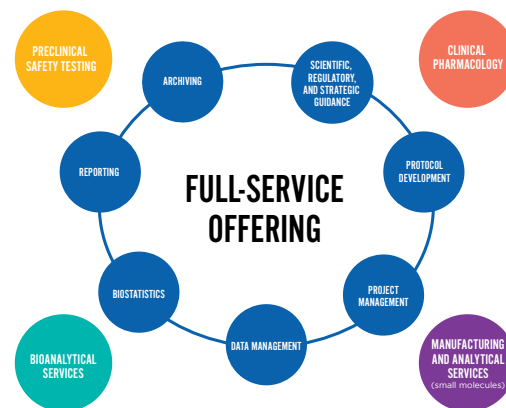 PRECLINICAL
SAFETY TESTING
CLINICAL
PHARMACOLOGY
ARCHIVING
SCIENTIFIC,
REGULATORY,
AND STRATEGIC
GUIDANCE
REPORTING
PROTOCOL
DEVELOPMENT
FULL-SERVICE
OFFERING
BIOSTATISTICS
PROJECT
MANAGEMENT
DATA MANAGEMENT
BIOANALYTICAL
SERVICES
MANUFACTURING
AND ANALYTICAL
SERVICES
(small molecules)